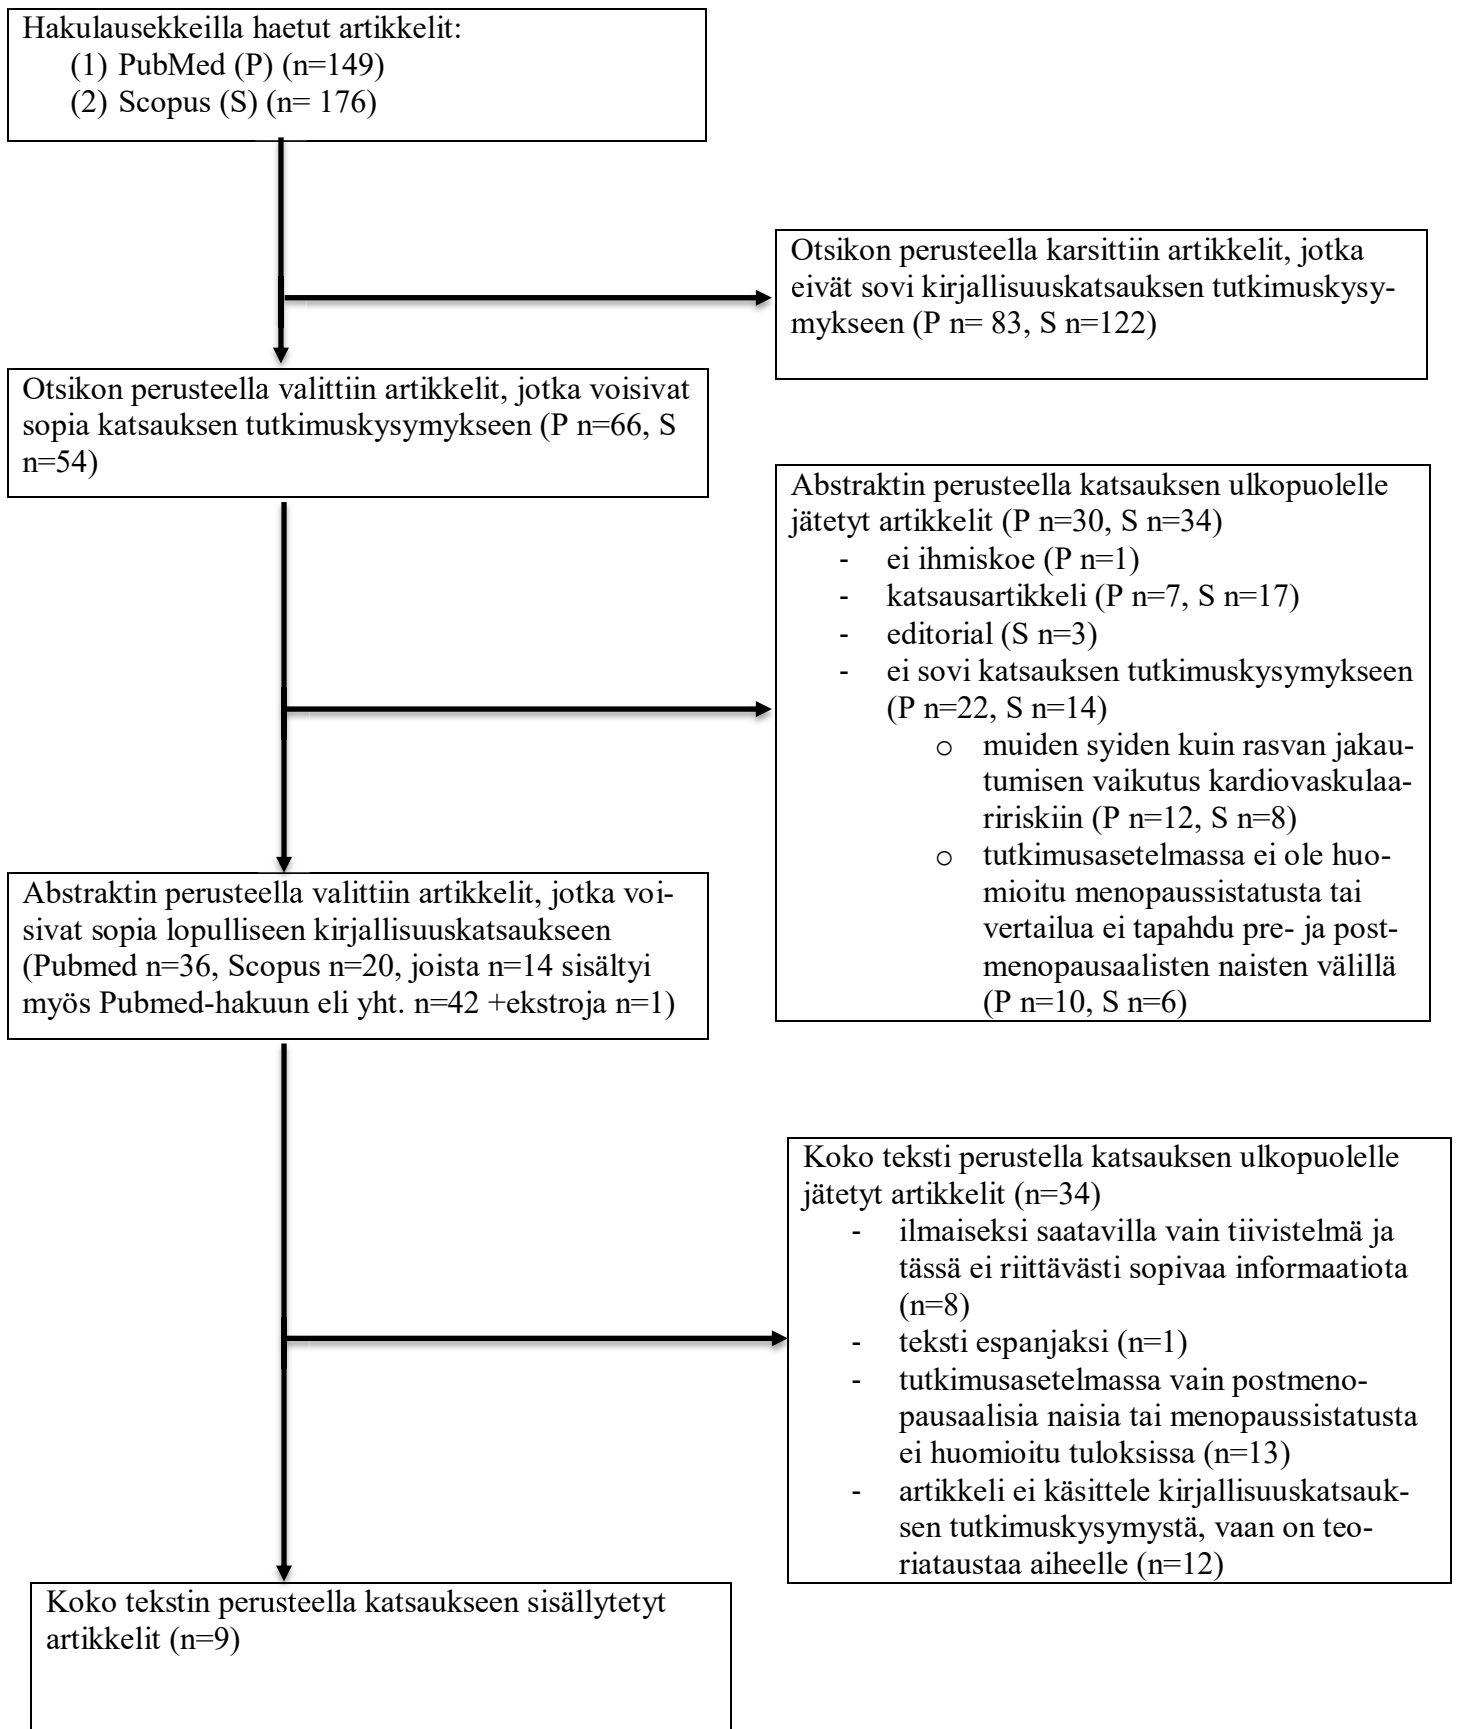 Hakulausekkeilla haetut artikkelit:
(1) PubMed (P) (n=149)
(2) Scopus (S) (n= 176)
Otsikon perusteella karsittiin artikkelit, jotka
eivät sovi kirjallisuuskatsauksen tutkimuskysy-
mykseen (P n= 83, S n=122)
Otsikon perusteella valittiin artikkelit, jotka voisivat
sopia katsauksen tutkimuskysymykseen (P n=66, S
n=54)
Abstraktin perusteella katsauksen ulkopuolelle
jätetyt artikkelit (P n=30, S n=34)
- ei ihmiskoe (P n=1)
- katsausartikkeli (P n=7, S n=17)
- editorial (S n=3)
- ei sovi katsauksen tutkimuskysymykseen
(P n=22, S n=14)
o muiden syiden kuin rasvan jakau-
tumisen vaikutus kardiovaskulaa-
ririskiin (P n=12, S n=8)
o tutkimusasetelmassa ei ole huo-
mioitu menopaussistatusta tai
vertailua ei tapahdu pre- ja post-
menopausaalisten naisten välillä
(P n=10, S n=6)
Abstraktin perusteella valittiin artikkelit, jotka voi-
sivat sopia lopulliseen kirjallisuuskatsaukseen
(Pubmed n=36, Scopus n=20, joista n=14 sisältyi
myös Pubmed-hakuun eli yht. n=42 +ekstroja n=1)
Koko teksti perustella katsauksen ulkopuolelle
jätetyt artikkelit (n=34)
- ilmaiseksi saatavilla vain tiivistelmä ja
tässä ei riittävästi sopivaa informaatiota
(n=8)
- teksti espanjaksi (n=1)
- tutkimusasetelmassa vain postmeno-
pausaalisia naisia tai menopaussistatusta
ei huomioitu tuloksissa (n=13)
- artikkeli ei käsittele kirjallisuuskatsauk-
sen tutkimuskysymystä, vaan on teo-
riataustaa aiheelle (n=12)
Koko tekstin perusteella katsaukseen sisällytetyt
artikkelit (n=9)